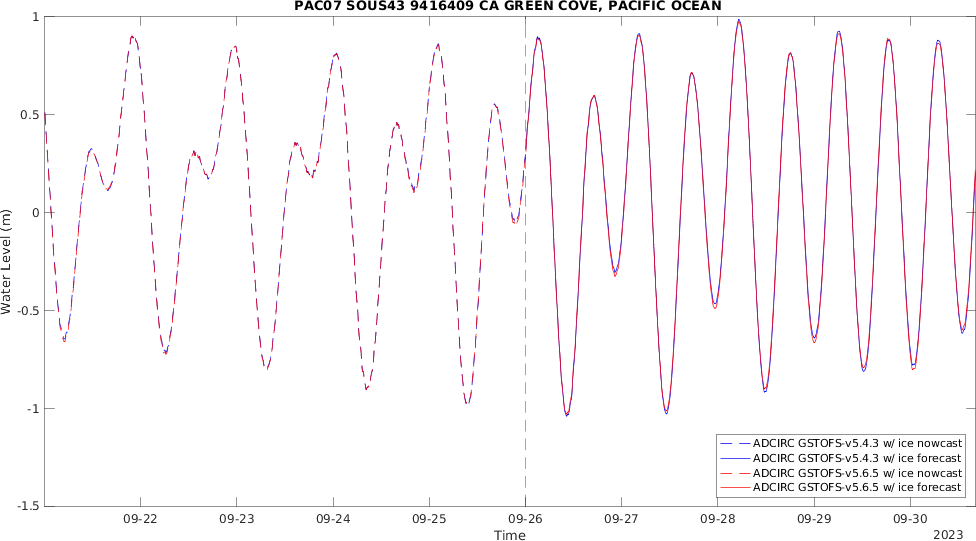 PAC07 SOUS43 9416409 CA GREEN COVE, PACIFIC OCEAN
1
0.5
0
-0.5
-1
-1.5
Water Level (m)
ADCIRC GSTOFS-v5.4.3 w/ ice nowcast
ADCIRC GSTOFS-v5.4.3 w/ ice forecast
ADCIRC GSTOFS-v5.6.5 w/ ice nowcast
ADCIRC GSTOFS-v5.6.5 w/ ice forecast
09-22 09-23 09-24 09-25 09-26 09-27 09-28 09-29 09-30
Time
2023